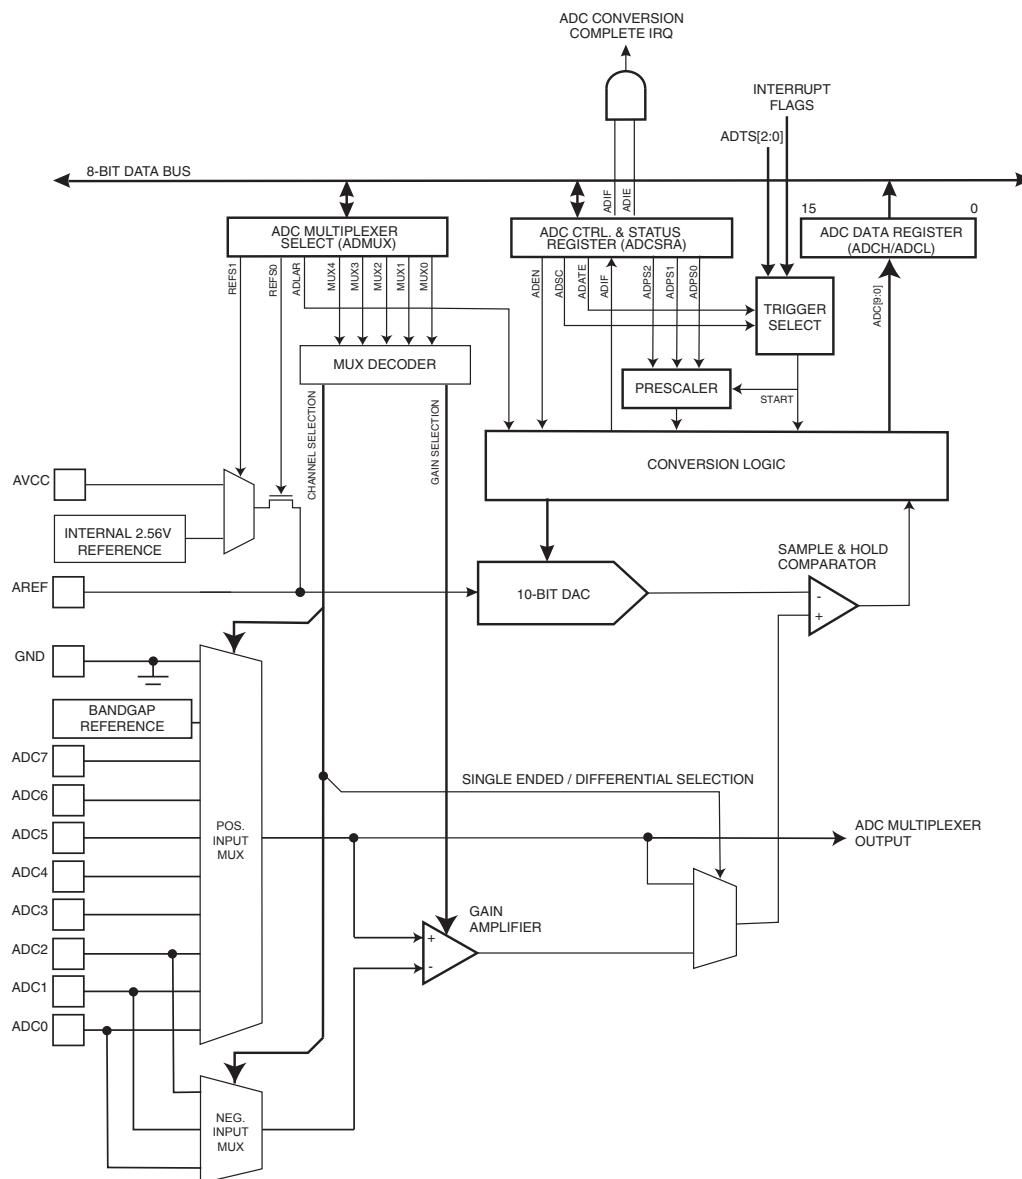 ADC CONVERSION
COMPLETE IRQ
INTERRUPT
FLAGS
ADTS[2:0]
8-BIT DATA BUS
ADIF
ADIE
15
0
ADC MULTIPLEXER
SELECT (ADMUX)
ADC CTRL. & STATUS
REGISTER (ADCSRA)
ADC DATA REGISTER
(ADCH/ADCL)
REFS1
REFS0
ADLAR
MUX4
MUX3
MUX2
MUX1
MUX0
ADEN
ADSC
ADATE
ADIF
ADPS2
ADPS1
ADPS0
ADC[9:0]
TRIGGER
SELECT
MUX DECODER
PRESCALER
START
CHANNEL SELECTION
GAIN SELECTION
CONVERSION LOGIC
AVCC
INTERNAL 2.56V
REFERENCE
SAMPLE & HOLD
COMPARATOR
AREF
10-BIT DAC
-
+
GND
BANDGAP
REFERENCE
ADC7
SINGLE ENDED / DIFFERENTIAL SELECTION
ADC6
ADC5
POS.
INPUT
MUX
ADC MULTIPLEXER
OUTPUT
ADC4
ADC3
GAIN
AMPLIFIER
+
-
ADC2
ADC1
ADC0
NEG.
INPUT
MUX